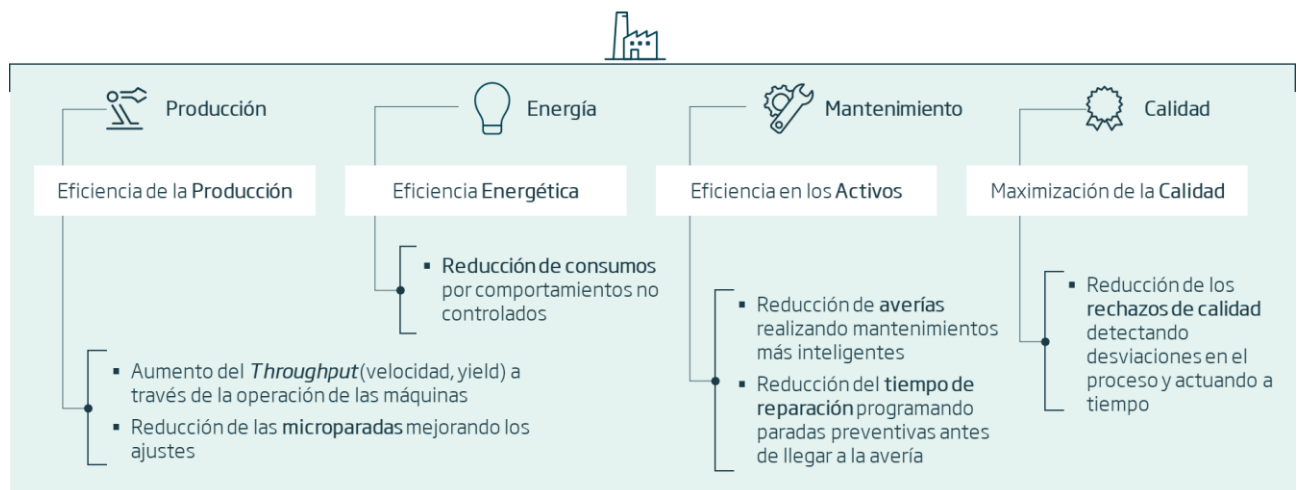 Producción
Eficiencia de la Producción
▪ Aumento del Throughput (velocidad, yield) a
través de la operación de las máquinas
▪ Reducción de las microparadas mejorando los
ajustes
Energía
Eficiencia Energética
▪ Reducción de consumos
por comportamientos no
controlados
Mantenimiento
Eficiencia en los Activos
▪ Reducción de averías
realizando mantenimientos
más inteligentes
▪ Reducción del tiempo de
reparación programando
paradas preventivas antes
de llegar a la avería
Calidad
Maximización de la Calidad
▪ Reducción de los
rechazos de calidad
detectando
desviaciones en el
proceso y actuando a
tiempo